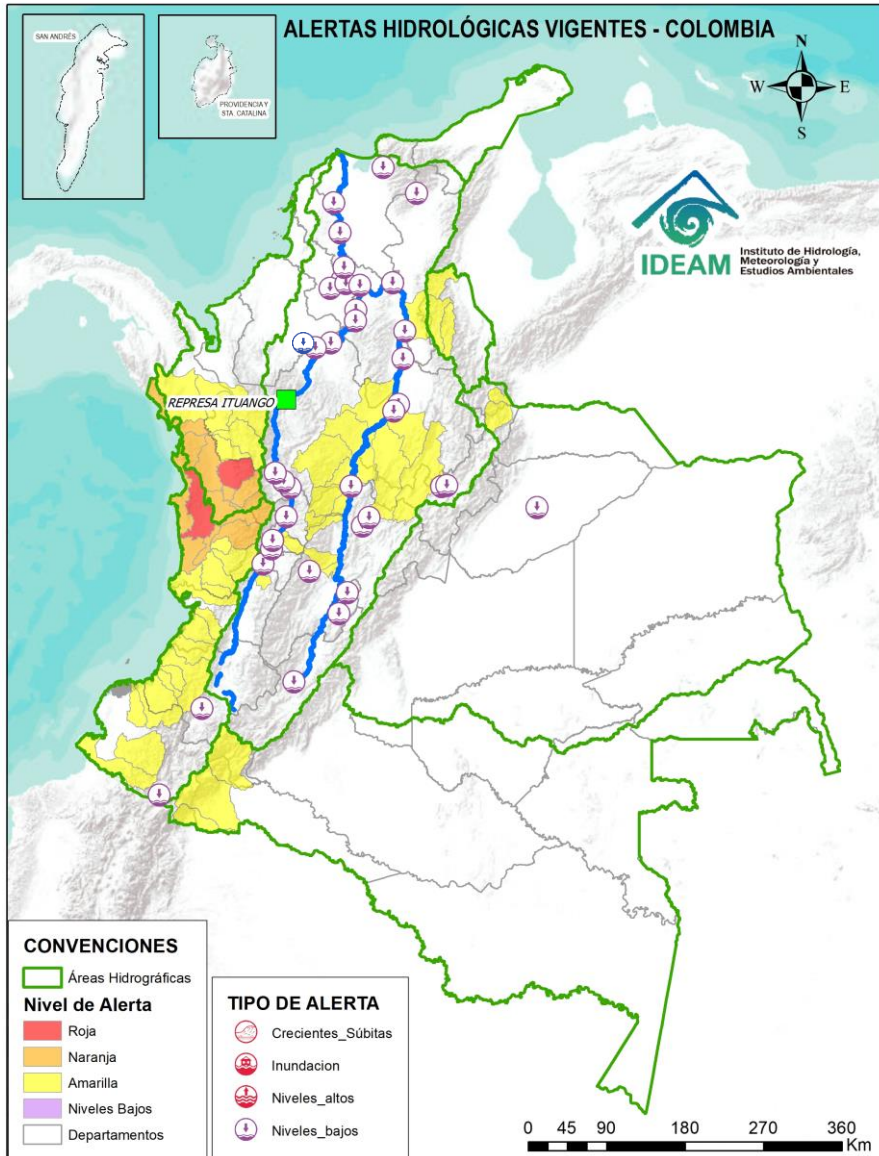 ALERTAS HIDROLÓGICAS VIGENTES - COLOMBIA
SAN ANDRÉS
PROVIDENCIA Y
STA. CATALINA
N
W
E
S
IDEAM
Instituto de Hidrología,
Meteorología y
Estudios Ambientales
REPRESA ITUANGO
CONVENCIONES
Áreas Hidrográficas
Nivel de Alerta
Roja
Naranja
Amarilla
Niveles Bajos
Departamentos
TIPO DE ALERTA
Crecientes_Súbitas
Inundacion
Niveles_altos
Niveles_bajos
0 45 90 180 270 360
Km